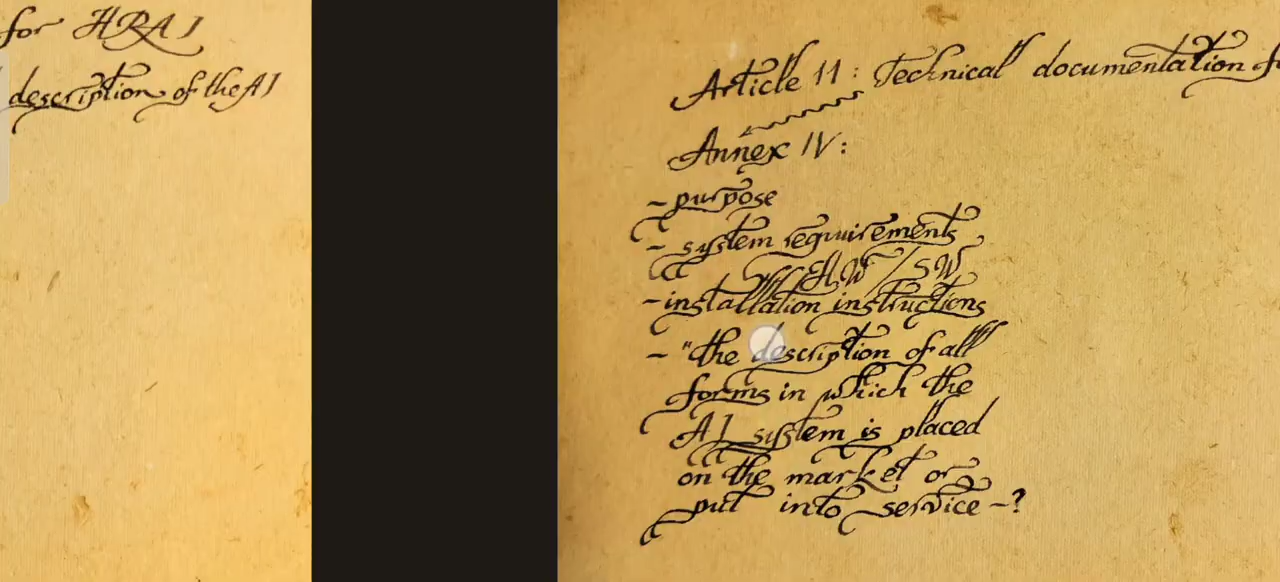 for HRAI
description of the AI
Article 11: Technical documentation fo
Annex IV:
- purpose
- system requirements
HW/SW
- installation instructions
- "the description of all
forms in which the
AI system is placed
on the market or
put into service -?